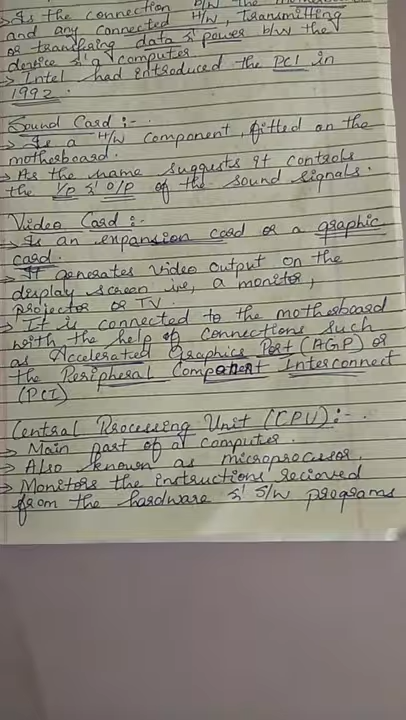 > Is the connection b/w the
and any connected H/W, Transmitting
or transfering data & power b/w the
device & a computer
> Intel had introduced the PCI in
1992.
Sound Card :-
> Is a H/W component, fitted on the
motherboard.
> As the name suggests it controls
the I/P & O/P of the sound signals.
Video Card :-
> Is an expansion card or a graphic
card.
> It generates video output on the
display screen ie, a monitor,
projector or TV.
> It is connected to the motherboard
with the help of connections such
as Accelerated Graphics Port (AGP) or
the Peripheral Component Interconnect
(PCI)
Central Processing Unit (CPU) :-
> Main part of a computer.
> Also known as microprocessor.
> Monitors the instructions recieved
from the hardware & S/W programs